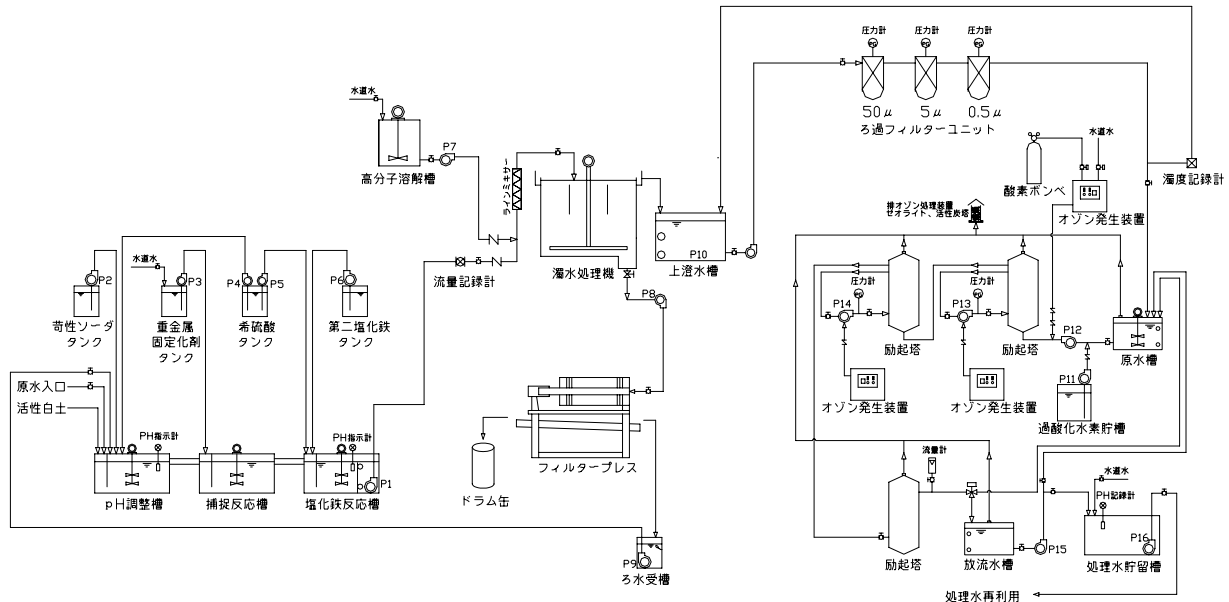 圧力計
圧力計
圧力計
50μ
5μ
0.5μ
ろ過フィルターユニット
水道水
P7
高分子溶解槽
ラインミキサー
濁水処理機
P10
上澄水槽
水道水
酸素ボンベ
オゾン発生装置
濁度記録計
排オゾン処理装置
ゼオライト、活性炭塔
流量記録計
P2
苛性ソーダ
タンク
水道水
P3
重金属
固定化剤
タンク
P4
P5
希硫酸
タンク
P6
第二塩化鉄
タンク
P8
圧力計
P14
励起塔
圧力計
P13
励起塔
P12
原水槽
オゾン発生装置
オゾン発生装置
P11
過酸化水素貯槽
原水入口
活性白土
PH指示計
PH指示計
P1
pH調整槽
捕捉反応槽
塩化鉄反応槽
フィルタープレス
ドラム缶
P9
ろ水受槽
流量計
励起塔
P15
放流水槽
水道水
PH記録計
P16
処理水貯留槽
処理水再利用